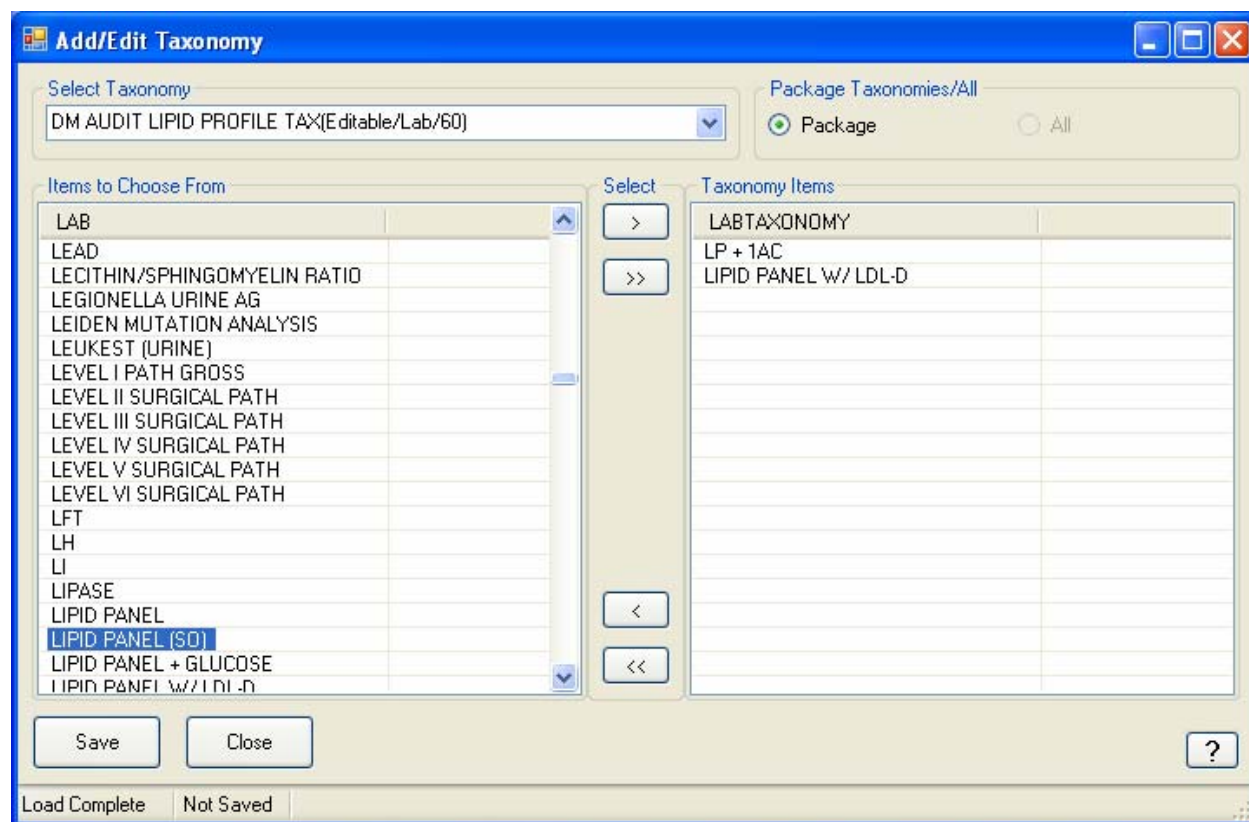 Add/Edit Taxonomy
Select Taxonomy
DM AUDIT LIPID PROFILE TAX(Editable/Lab/60)
Package Taxonomies/All
Package
All
Items to Choose From
LAB
LEAD
LECITHIN/SPHINGOMYELIN RATIO
LEGIONELLA URINE AG
LEIDEN MUTATION ANALYSIS
LEUKEST (URINE)
LEVEL I PATH GROSS
LEVEL II SURGICAL PATH
LEVEL III SURGICAL PATH
LEVEL IV SURGICAL PATH
LEVEL V SURGICAL PATH
LEVEL VI SURGICAL PATH
LFT
LH
LI
LIPASE
LIPID PANEL
LIPID PANEL (SO)
LIPID PANEL + GLUCOSE
LIPID PANEL W/ LDL-D
Select
>
>>
<
<<
Taxonomy Items
LABTAXONOMY
LP + 1AC
LIPID PANEL W/ LDL-D
Save
Close
?
Load Complete
Not Saved